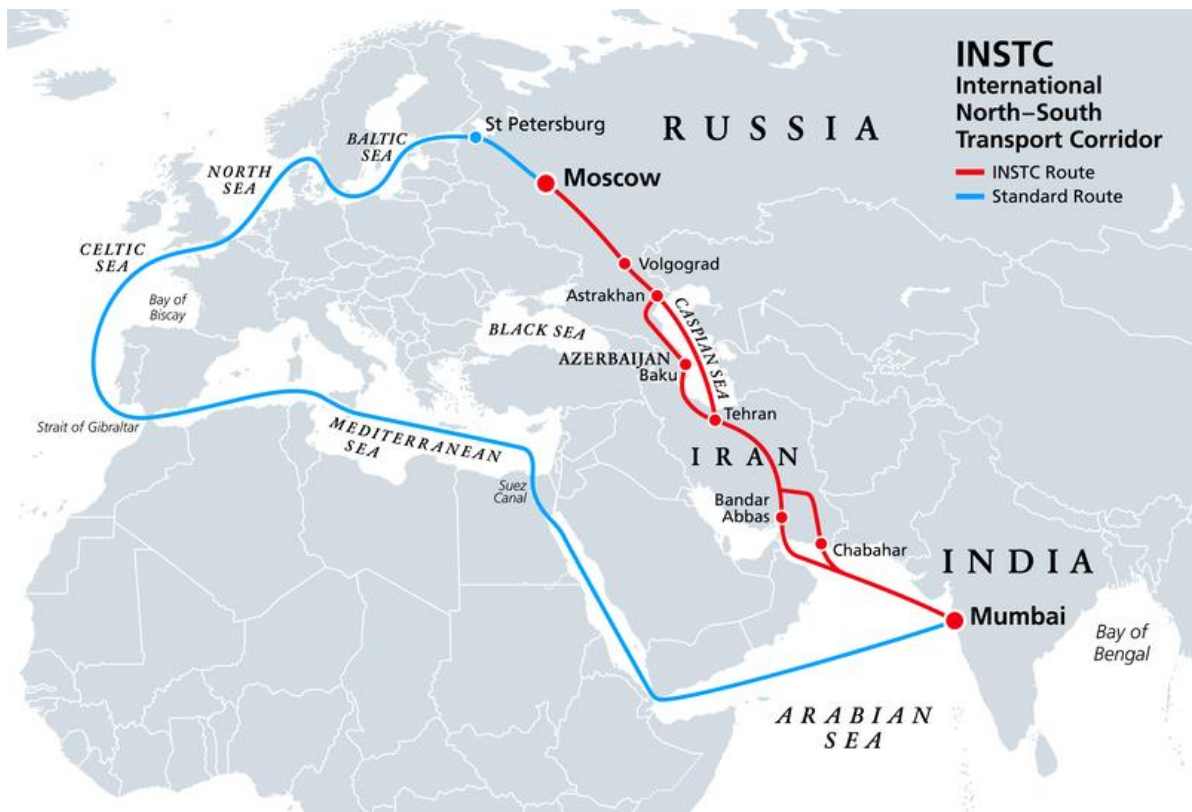 INSTC
International
North–South
Transport Corridor
INSTC Route
Standard Route
RUSSIA
St Petersburg
BALTIC
SEA
NORTH
SEA
Moscow
CELTIC
SEA
Volgograd
Bay of
Biscay
Astrakhan
CASPIAN SEA
BLACK SEA
AZERBAIJAN
Baku
Tehran
Strait of Gibraltar
MEDITERRANEAN
SEA
IRAN
Suez
Canal
Bandar
Abbas
Chabahar
INDIA
Mumbai
Bay of
Bengal
ARABIAN
SEA